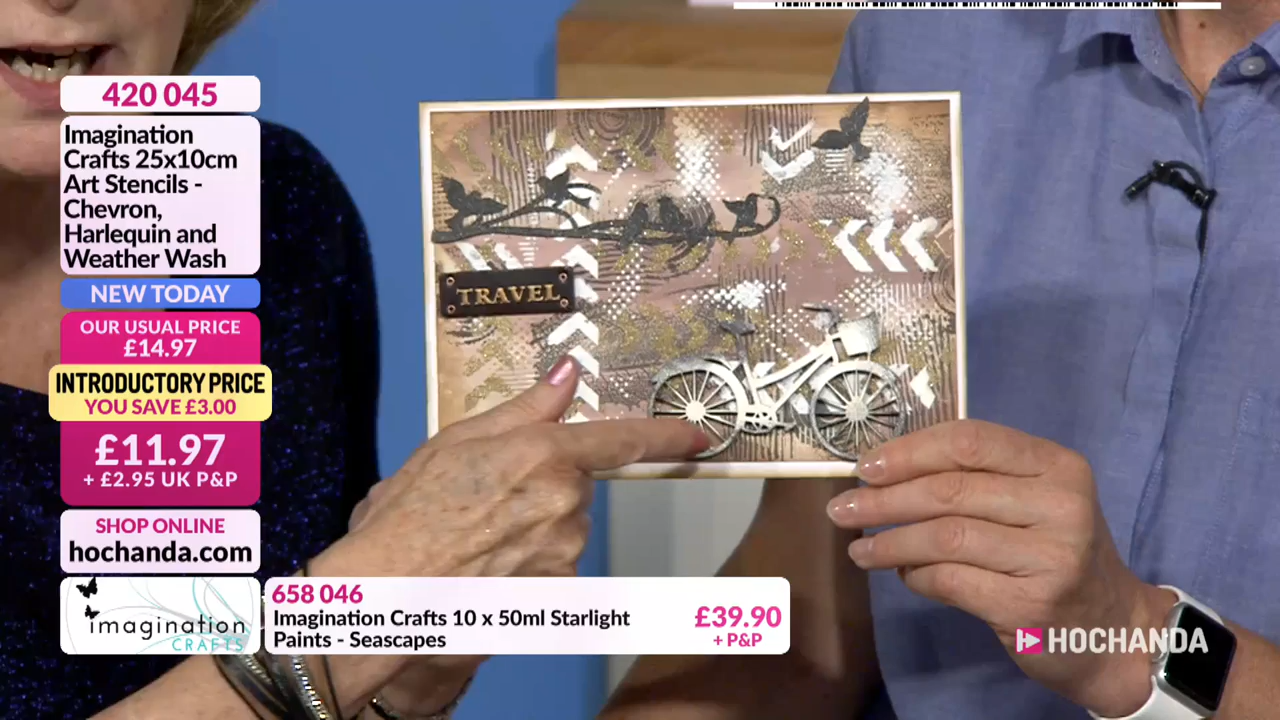 420 045
Imagination
Crafts 25x10cm
Art Stencils -
Chevron,
Harlequin and
Weather Wash
NEW TODAY
OUR USUAL PRICE
£14.97
INTRODUCTORY PRICE
YOU SAVE £3.00
£11.97
+ £2.95 UK P&P
SHOP ONLINE
hochanda.com
imagination
CRAFTS
658 046
Imagination Crafts 10 x 50ml Starlight
Paints - Seascapes
£39.90
+ P&P
TRAVEL
HOCHANDA